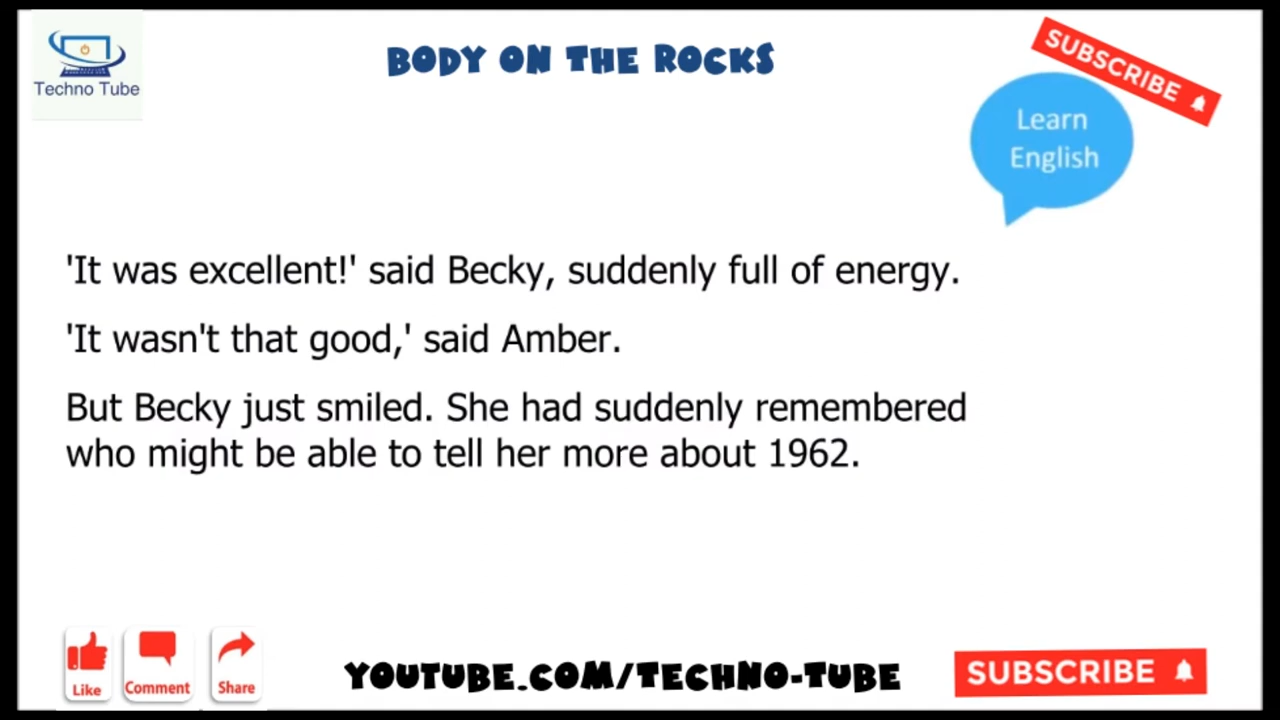 Techno Tube
BODY ON THE ROCKS
SUBSCRIBE
Learn
English
'It was excellent!' said Becky, suddenly full of energy.
'It wasn't that good,' said Amber.
But Becky just smiled. She had suddenly remembered
who might be able to tell her more about 1962.
Like
Comment
Share
YOUTUBE.COM/TECHNO-TUBE
SUBSCRIBE